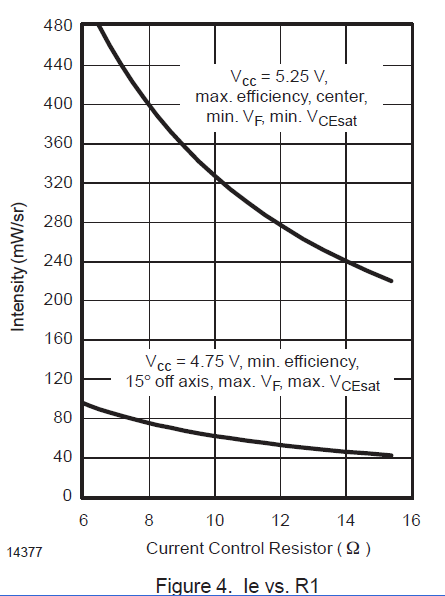 480
440
400
360
320
280
240
200
160
120
80
40
0
Intensity (mW/sr)
VCC = 5.25 V,
max. efficiency, center,
min. VF, min. VCEsat
VCC = 4.75 V, min. efficiency,
15° off axis, max. VF, max. VCEsat
6 8 10 12 14 16
14377
Current Control Resistor ( Ω )
Figure 4. Ie vs. R1